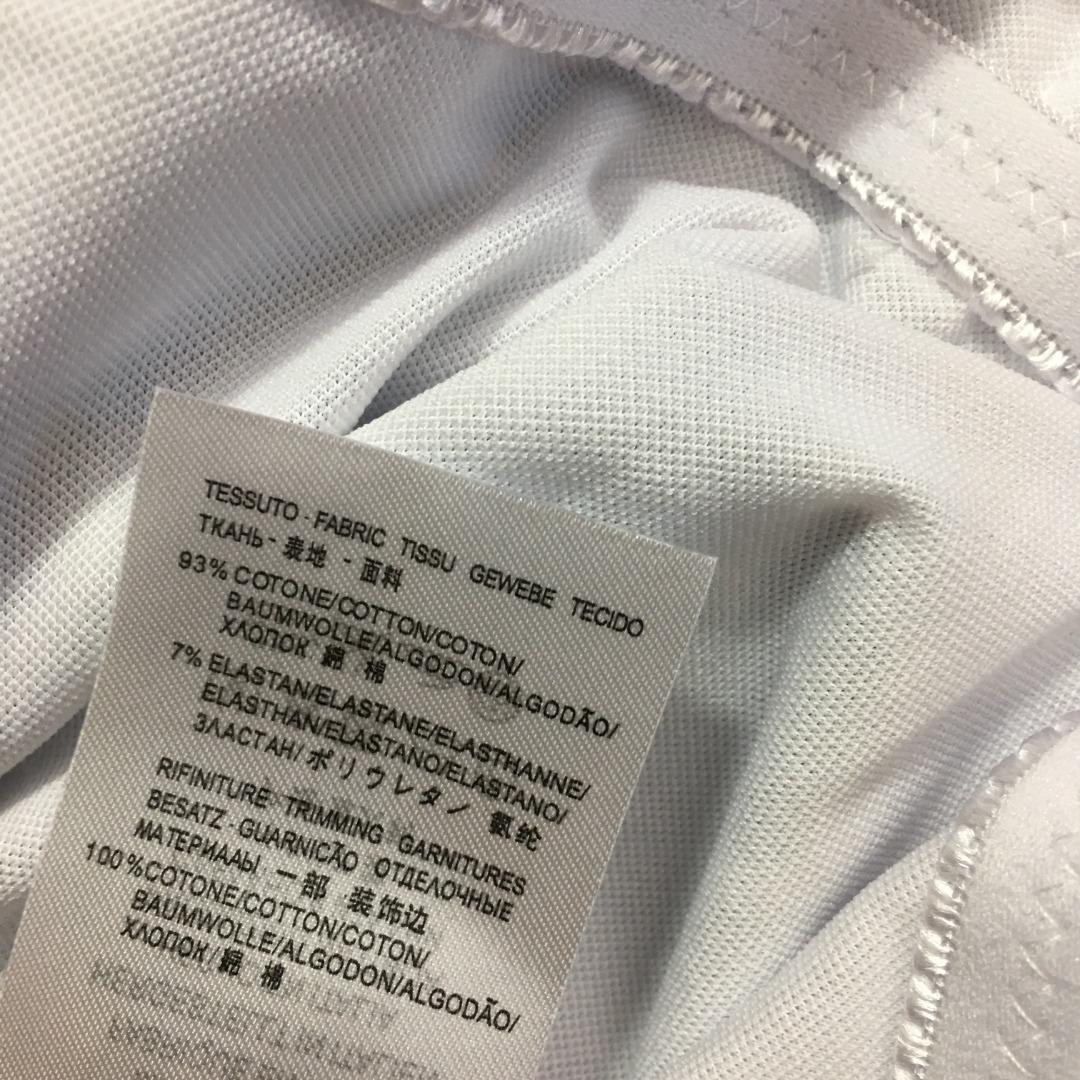 TESSUTO - FABRIC TISSU GEWEBE TECIDO
ТКАНЬ - 表地 - 面料
93% COTONE/COTTON/COTON/
BAUMWOLLE/ALGODON/ALGODÃO/
ХЛОПОК 綿 棉
7% ELASTAN/ELASTANE/ELASTHANNE/
ELASTHAN/ELASTANO/ELASTANO/
ЗЛАСТАН/ポリウレタン 氨纶
RIFINITURE TRIMMING GARNITURES
BESATZ - GUARNICÃO ОТДЕЛОЧНЫЕ
МАТЕРИАЛЫ 一部 装饰边
100%COTONE/COTTON/COTON/
BAUMWOLLE/ALGODON/ALGODÃO/
ХЛОПОК/綿 棉